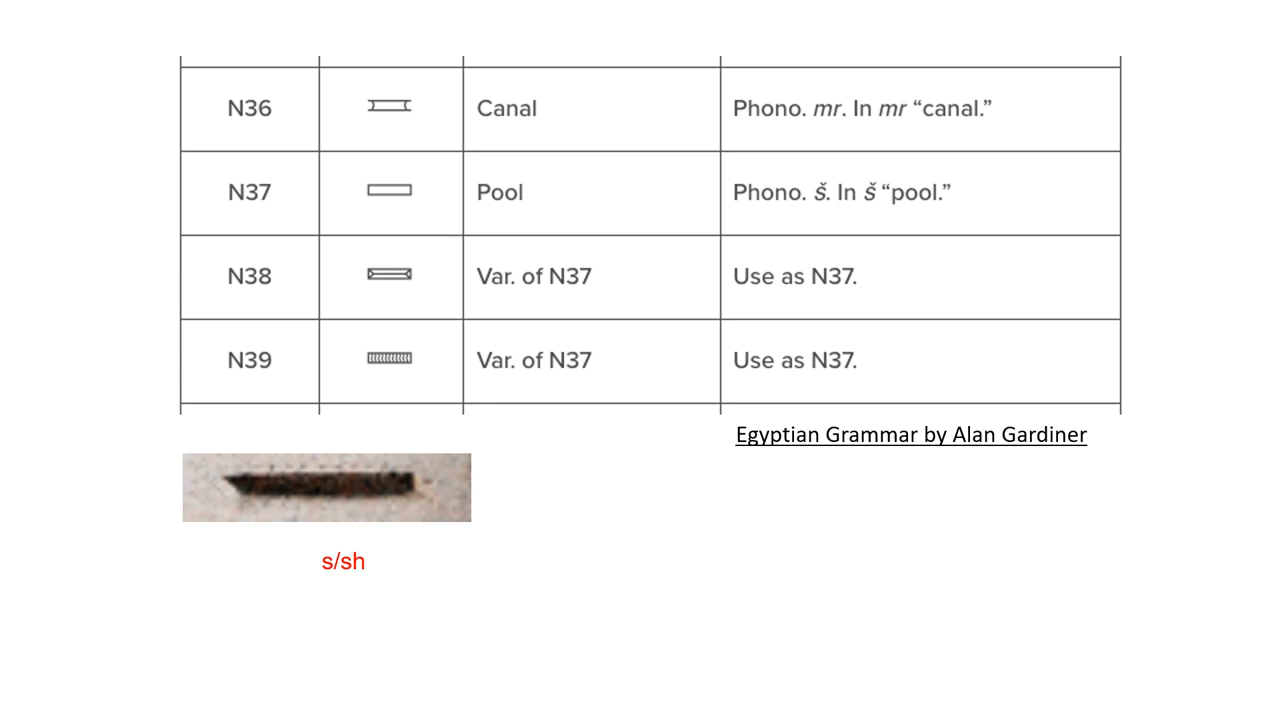 N36 Canal Phono. mr. In mr “canal.”
N37 Pool Phono. š. In š “pool.”
N38 Var. of N37 Use as N37.
N39 Var. of N37 Use as N37.
Egyptian Grammar by Alan Gardiner
s/sh